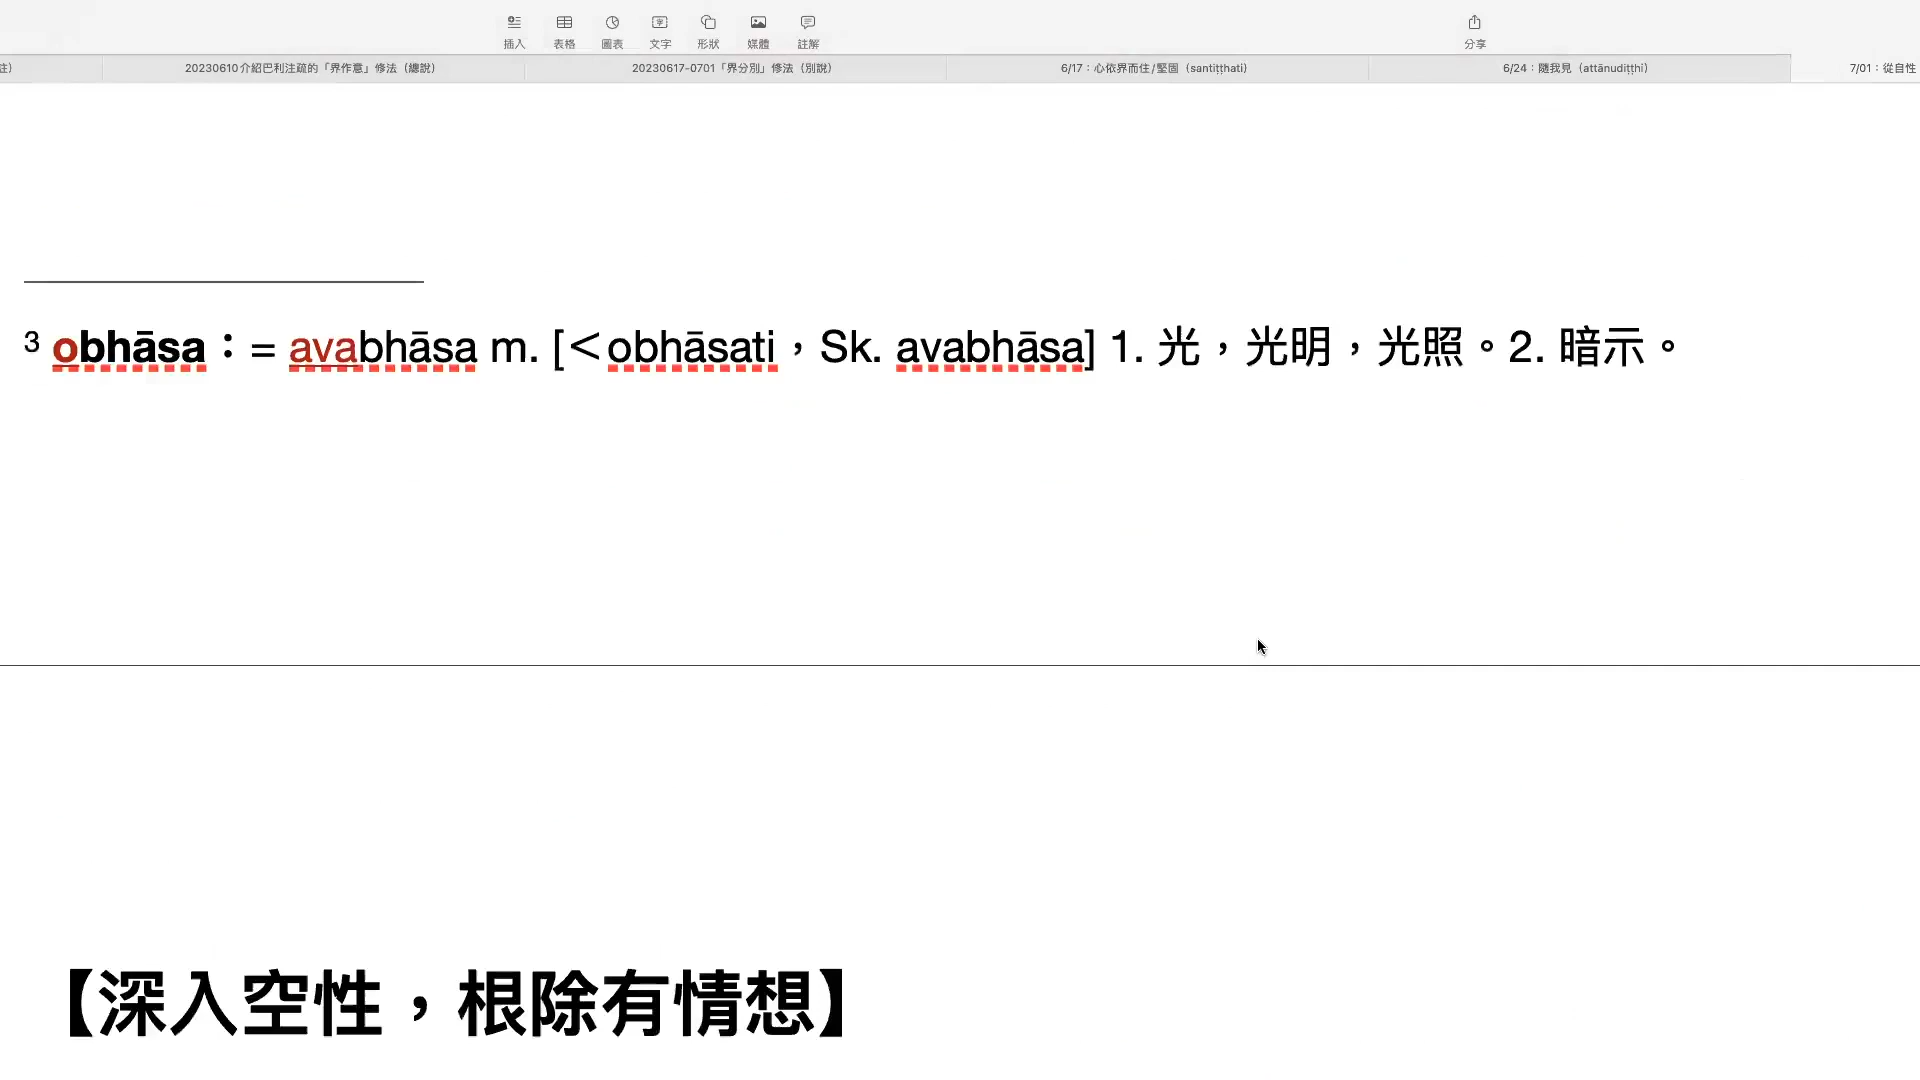 插入 表格 圖表 文字 形狀 媒體 註解 分享
註） 20230610介紹巴利注疏的「界作意」修法（總說） 20230617-0701「界分別」修法（別說） 6/17：心依界而住/堅固（santiṭṭhati） 6/24：隨我見（attānudiṭṭhi） 7/01：從自性
3 obhāsa：= avabhāsa m. [＜obhāsati，Sk. avabhāsa] 1. 光，光明，光照。2. 暗示。
【深入空性，根除有情想】